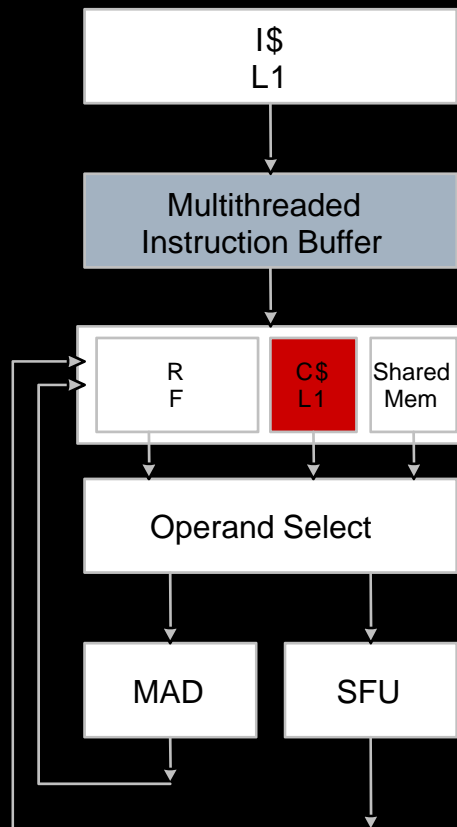 I$
L1
Multithreaded
Instruction Buffer
R
F
C$
L1
Shared
Mem
Operand Select
MAD
SFU